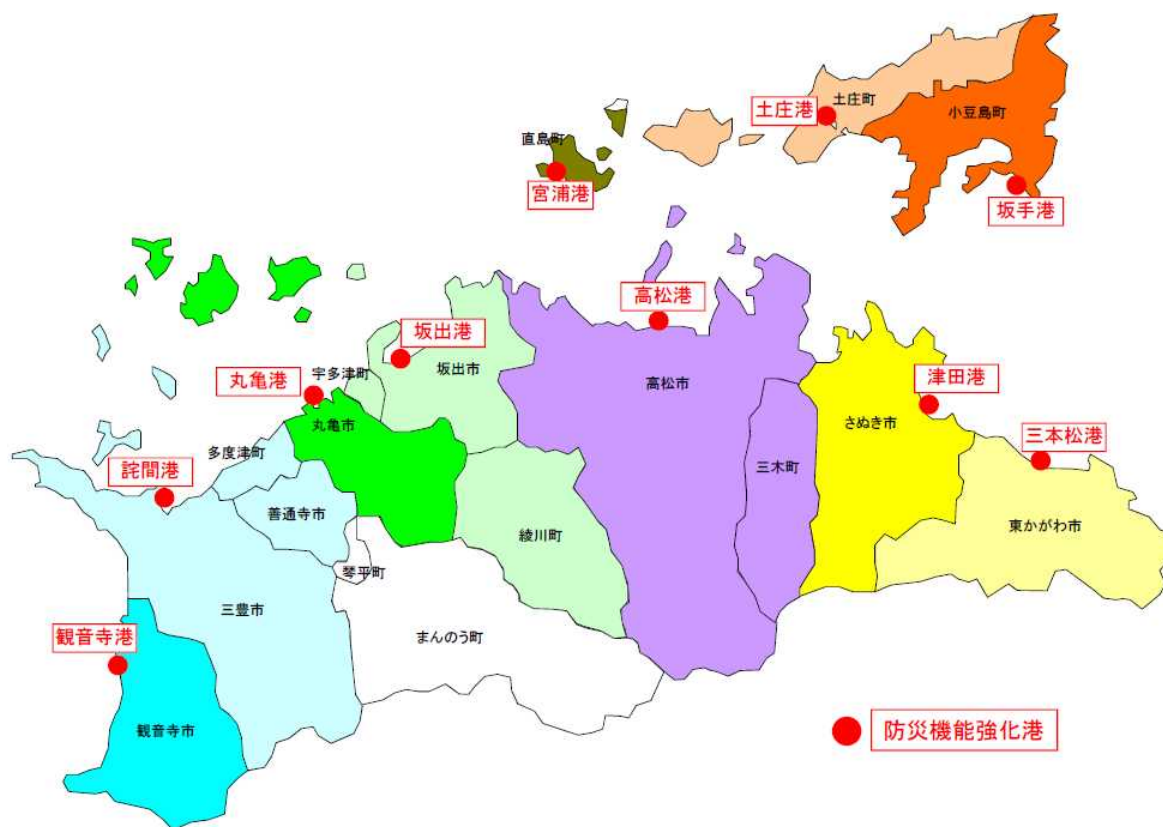 土庄港
土庄町
小豆島町
直島町
宮浦港
坂手港
高松港
坂出港
宇多津町
坂出市
丸亀港
高松市
津田港
丸亀市
さぬき市
三本松港
多度津町
詫間港
三木町
善通寺市
東かがわ市
綾川町
琴平町
三豊市
まんのう町
観音寺港
観音寺市
防災機能強化港